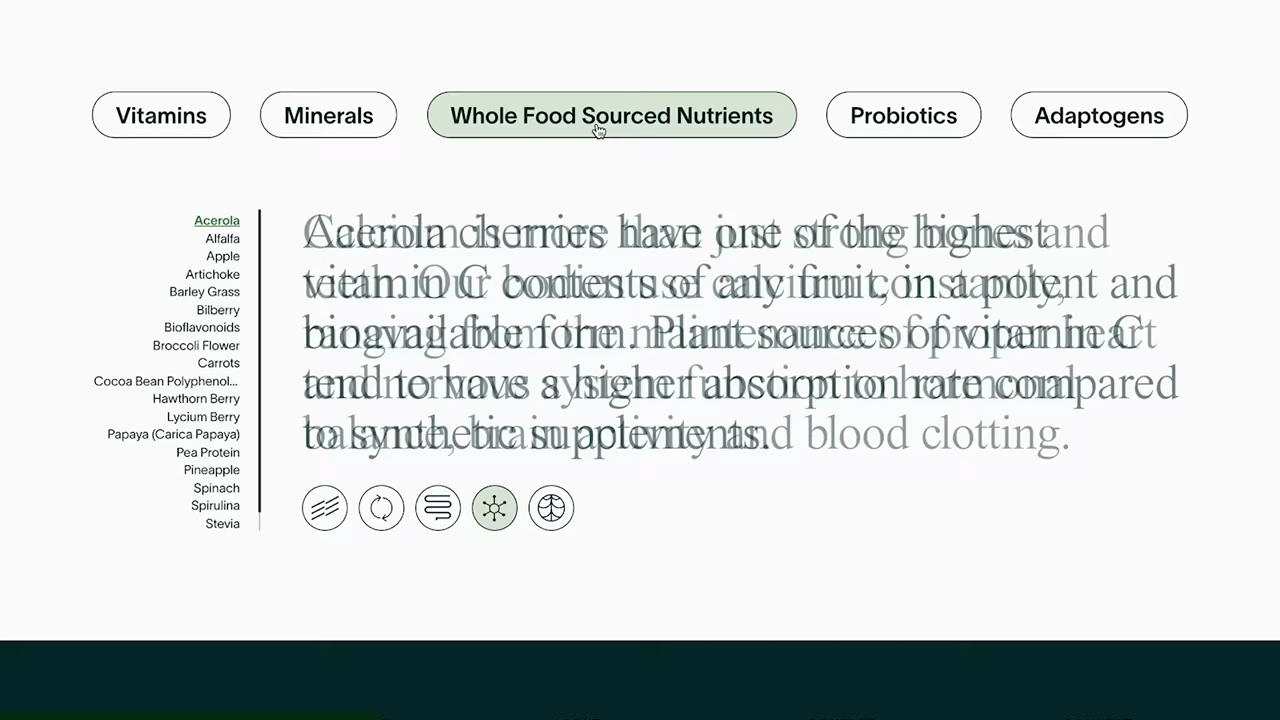 Vitamins
Minerals
Whole Food Sourced Nutrients
Probiotics
Adaptogens
Acerola
Alfalfa
Apple
Artichoke
Barley Grass
Bilberry
Bioflavonoids
Broccoli Flower
Carrots
Cocoa Bean Polyphenol...
Hawthorn Berry
Lycium Berry
Papaya (Carica Papaya)
Pea Protein
Pineapple
Spinach
Spirulina
Stevia
Acerola cherries have one of the highest
vitamin C contents of any fruit, in a potent and
bioavailable form. Plant sources of vitamin C
tend to have a higher absorption rate compared
to synthetic supplements.